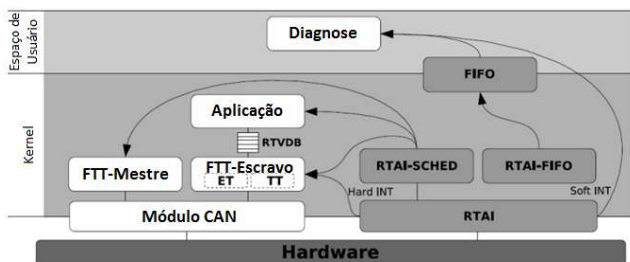 Espaço de
Usuário
Diagnose
FIFO
Kernel
Aplicação
RTVDB
FTT-Mestre
FTT-Escravo
ET
TT
RTAI-SCHED
RTAI-FIFO
Hard INT
Soft INT
Módulo CAN
RTAI
Hardware